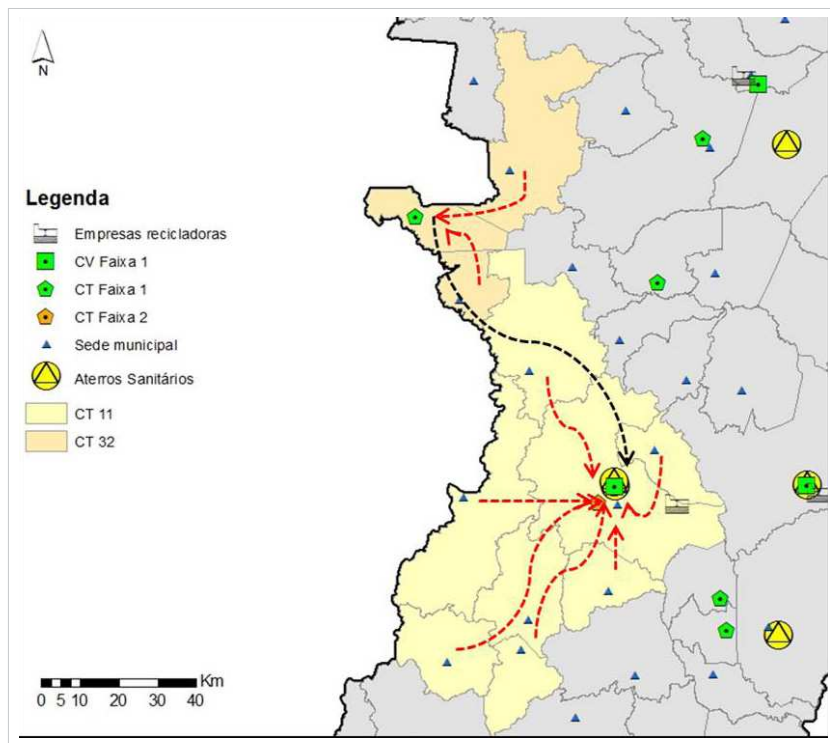 N
Legenda
Empresas recicladoras
CV Faixa 1
CT Faixa 1
CT Faixa 2
Sede municipal
Aterros Sanitários
CT 11
CT 32
Km
0 5 10 20 30 40